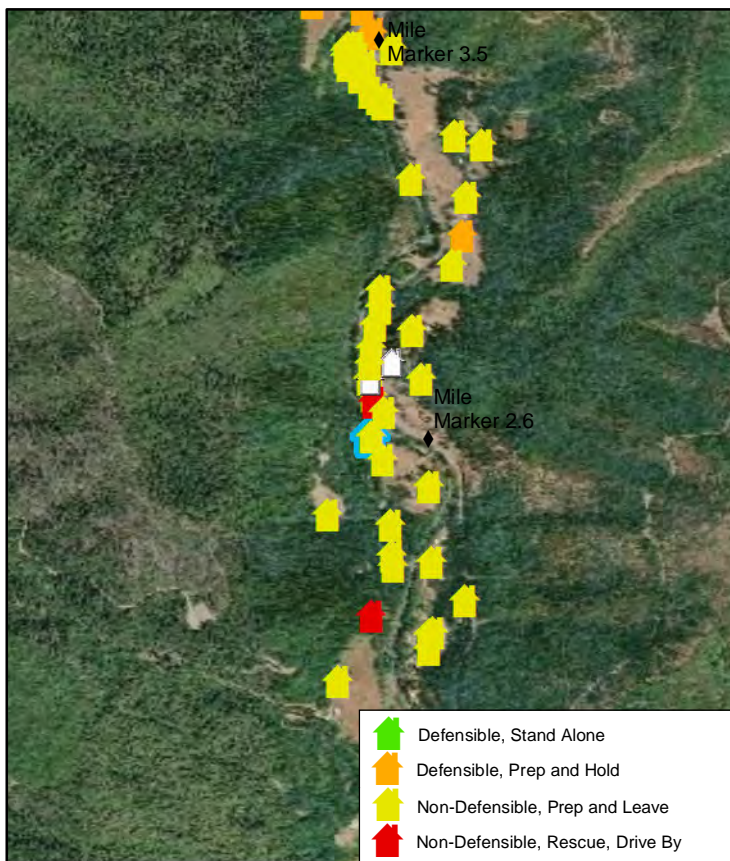 Mile
Marker 3.5
Mile
Marker 2.6
Defensible, Stand Alone
Defensible, Prep and Hold
Non-Defensible, Prep and Leave
Non-Defensible, Rescue, Drive By